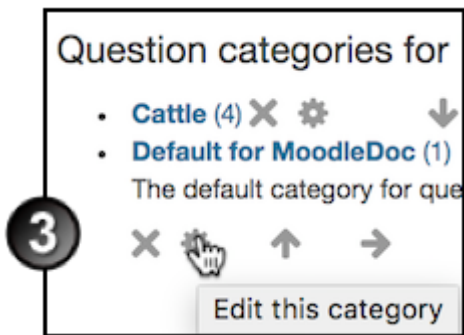 Question categories for
• Cattle (4)
• Default for MoodleDoc (1)
The default category for que
3
Edit this category